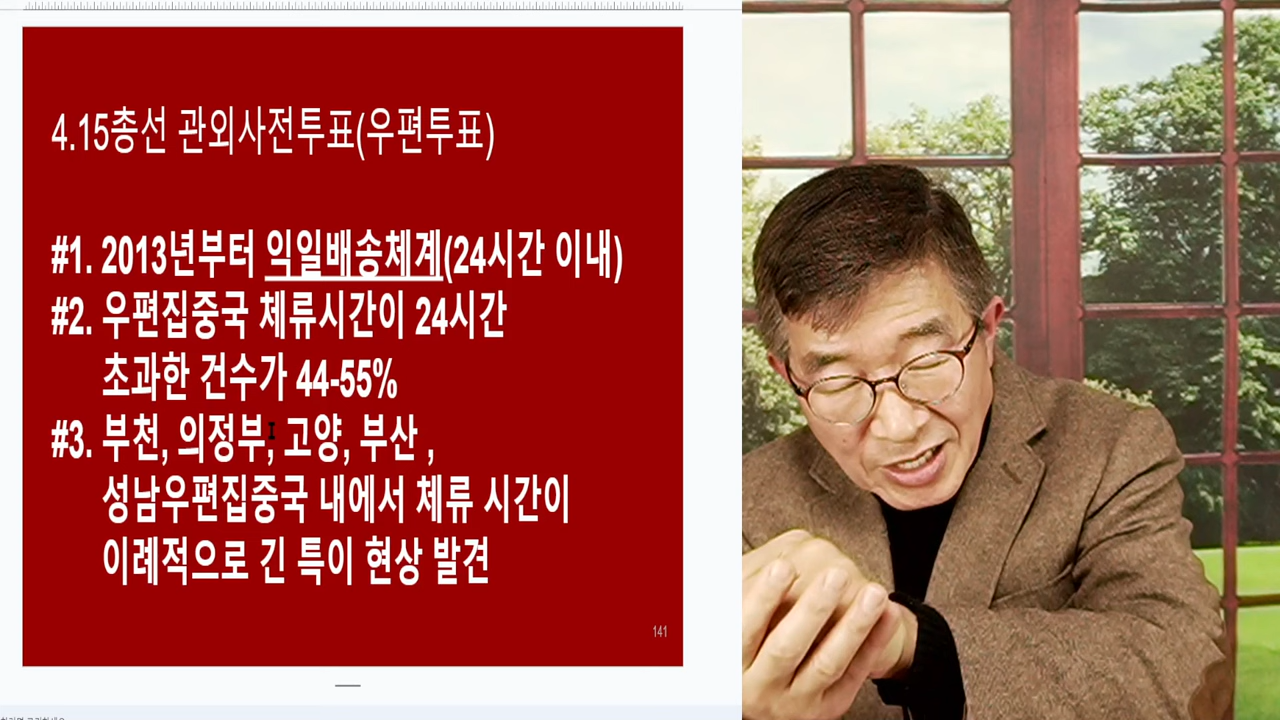 4.15총선 관외사전투표(우편투표)
#1. 2013년부터 익일배송체계(24시간 이내)
#2. 우편집중국 체류시간이 24시간
초과한 건수가 44-55%
#3. 부천, 의정부, 고양, 부산 ,
성남우편집중국 내에서 체류 시간이
이례적으로 긴 특이 현상 발견
141